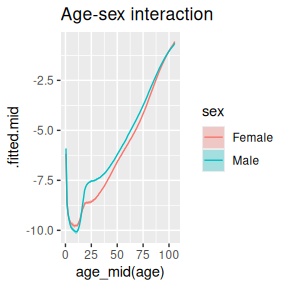 Age-sex interaction
.fitted.mid
-2.5
-5.0
-7.5
-10.0
0 25 50 75 100
age_mid(age)
sex
Female
Male